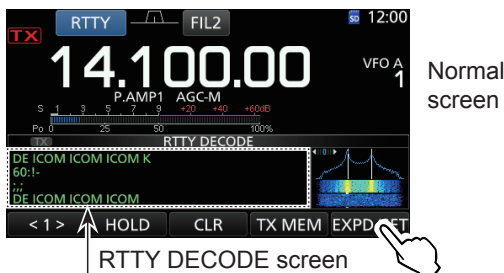 TX RTTY FIL2 SD 12:00
14.100.00 VFO A
1
P.AMP1 AGC-M
S 1 3 5 7 9 +20 +40 +60dB
Po 0 25 50 100%
TX RTTY DECODE
DE ICOM ICOM ICOM K
60:!-
:,;
DE ICOM ICOM ICOM
< 1 > HOLD CLR TX MEM EXPD
Normal
screen
RTTY DECODE screen